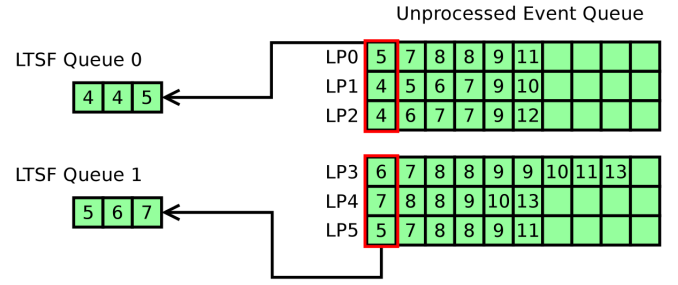 Unprocessed Event Queue
LTSF Queue 0
4 4 5
LP0 5 7 8 8 9 11
LP1 4 5 6 7 9 10
LP2 4 6 7 7 9 12
LTSF Queue 1
5 6 7
LP3 6 7 8 8 9 9 10 11 13
LP4 7 8 8 9 10 13
LP5 5 7 8 8 9 11